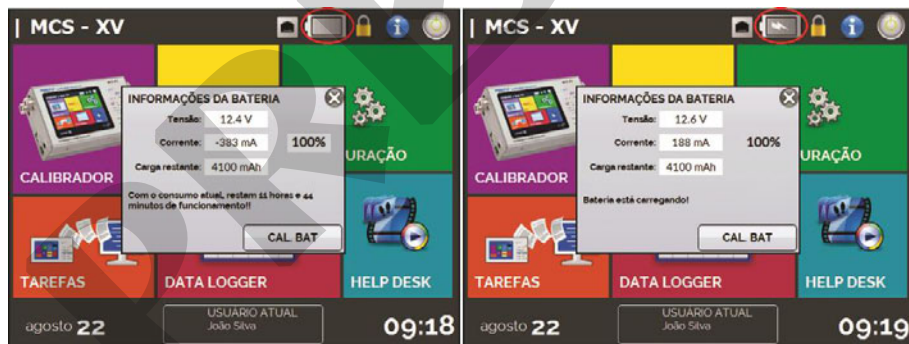 | MCS - XV
INFORMAÇÕES DA BATERIA
Tensão: 12.4 V
Corrente: -383 mA 100%
Carga restante: 4100 mAh
Com o consumo atual, restam 11 horas e 44
minutos de funcionamento!!
CAL. BAT
URAÇÃO
CALIBRADOR
TAREFAS
DATA LOGGER
HELP DESK
agosto 22
USUÁRIO ATUAL
João Silva
09:18
| MCS - XV
INFORMAÇÕES DA BATERIA
Tensão: 12.6 V
Corrente: 188 mA 100%
Carga restante: 4100 mAh
Bateria está carregando!
CAL. BAT
URAÇÃO
CALIBRADOR
TAREFAS
DATA LOGGER
HELP DESK
agosto 22
USUÁRIO ATUAL
João Silva
09:19